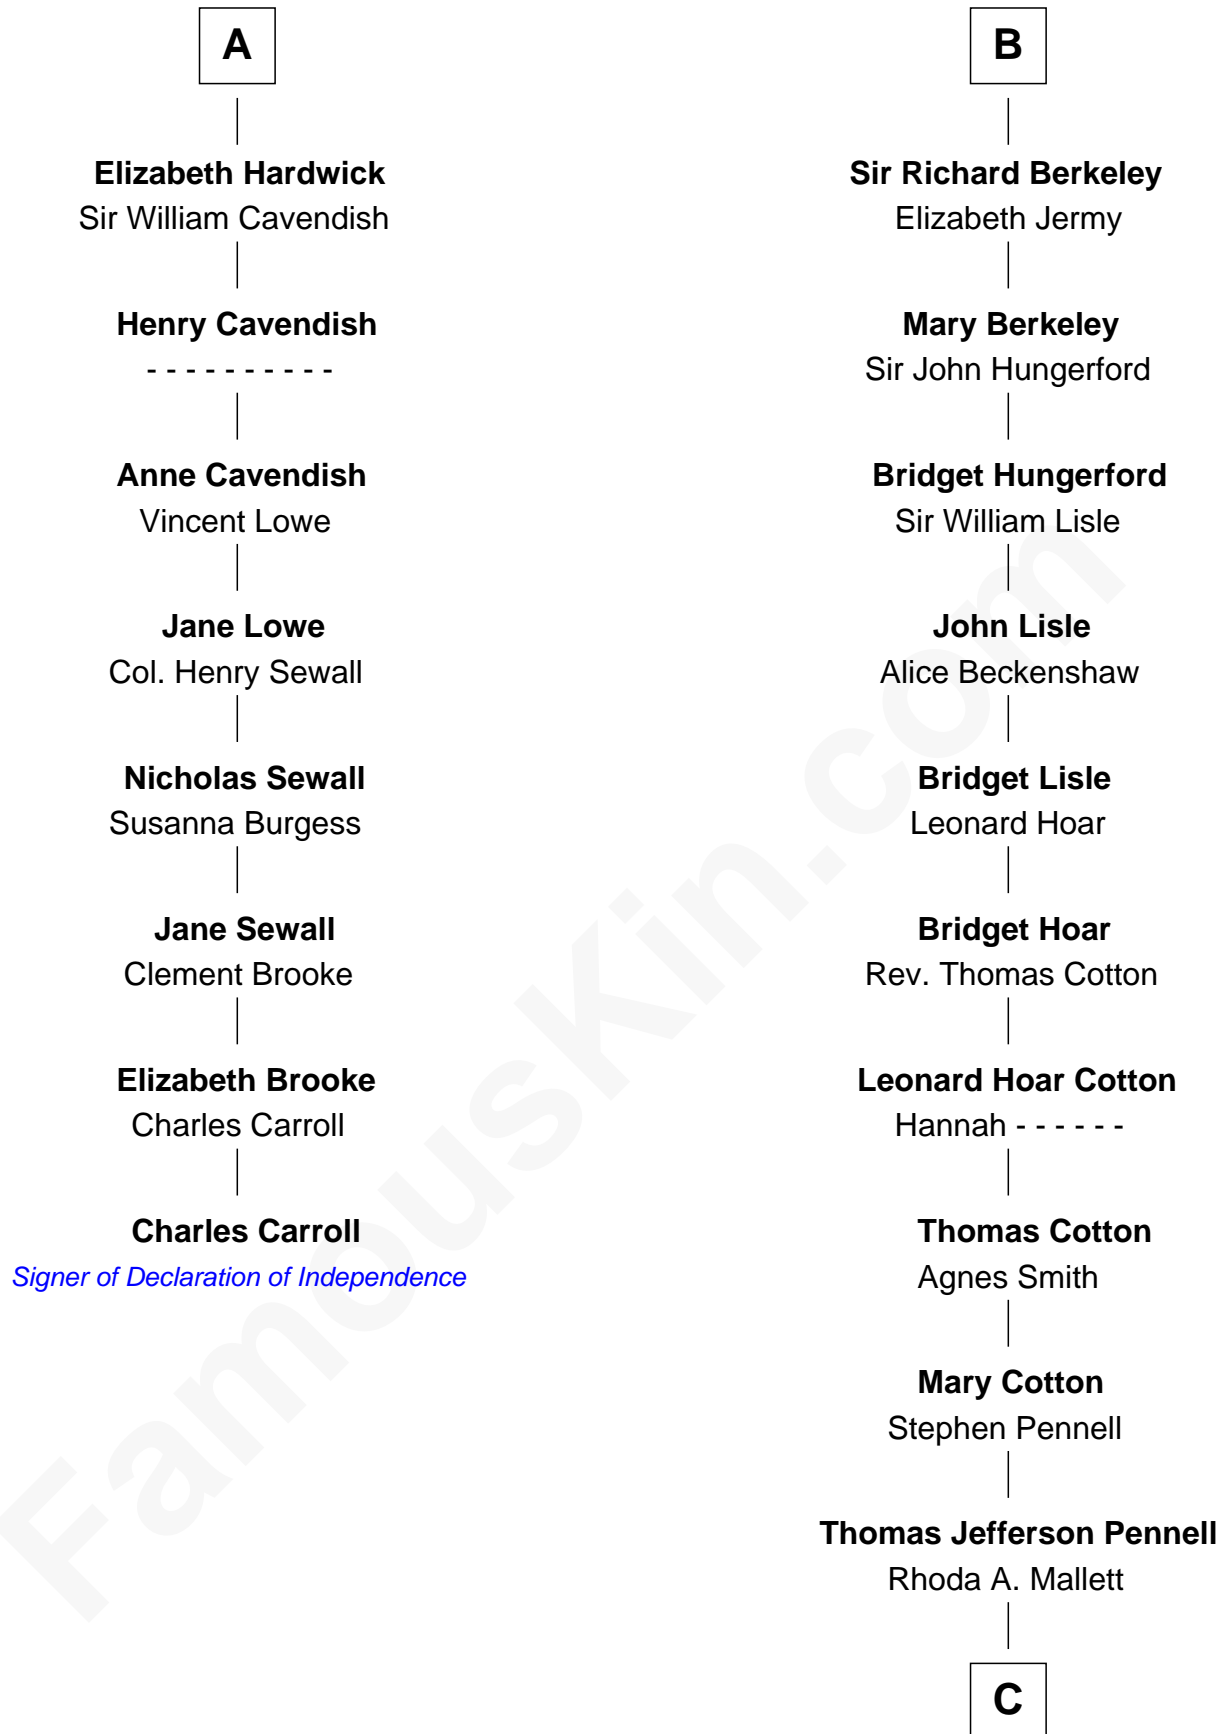 A
Elizabeth Hardwick
Sir William Cavendish
Henry Cavendish
- - - - - - - - - -
Anne Cavendish
Vincent Lowe
Jane Lowe
Col. Henry Sewall
Nicholas Sewall
Susanna Burgess
Jane Sewall
Clement Brooke
Elizabeth Brooke
Charles Carroll
Charles Carroll
Signer of Declaration of Independence
B
Sir Richard Berkeley
Elizabeth Jermy
Mary Berkeley
Sir John Hungerford
Bridget Hungerford
Sir William Lisle
John Lisle
Alice Beckenshaw
Bridget Lisle
Leonard Hoar
Bridget Hoar
Rev. Thomas Cotton
Leonard Hoar Cotton
Hannah - - - - - -
Thomas Cotton
Agnes Smith
Mary Cotton
Stephen Pennell
Thomas Jefferson Pennell
Rhoda A. Mallett
C
FamousKin.com